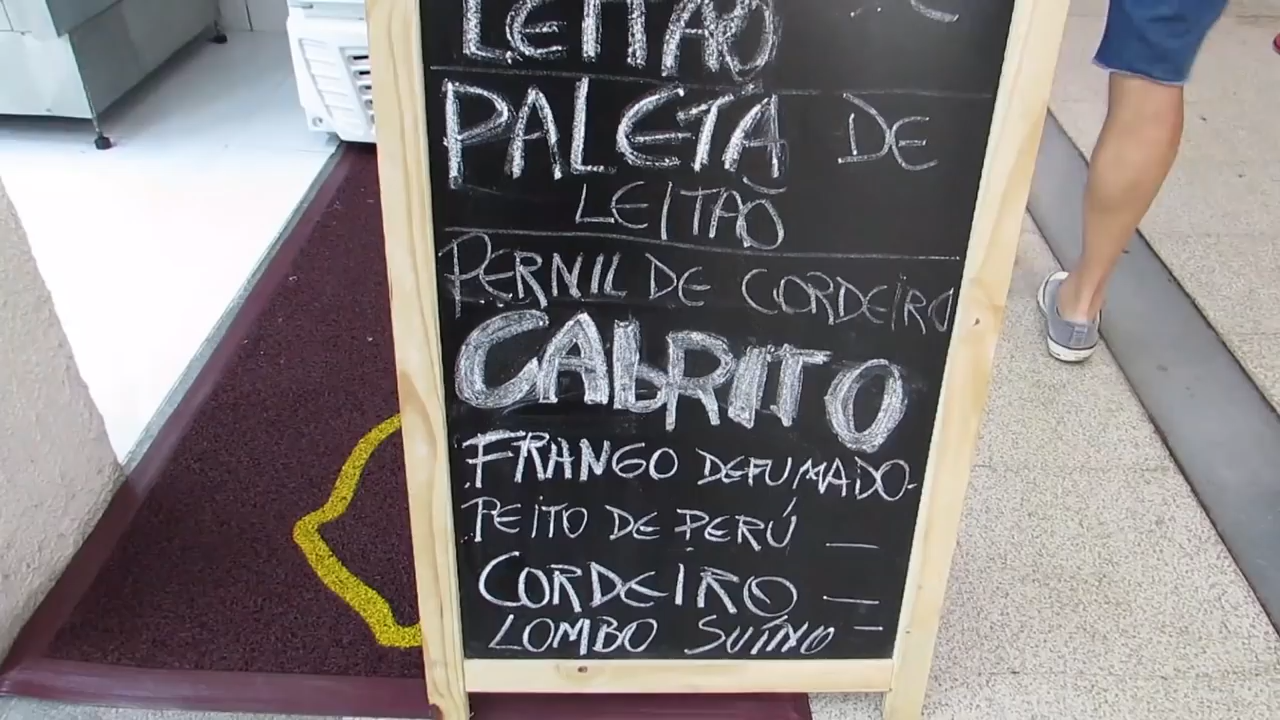 LEITÃO
PALETA DE
LEITÃO
PERNIL DE CORDEIRO
CABRITO
FRANGO DEFUMADO-
PEITO DE PERÚ —
CORDEIRO —
LOMBO SUÍNO —